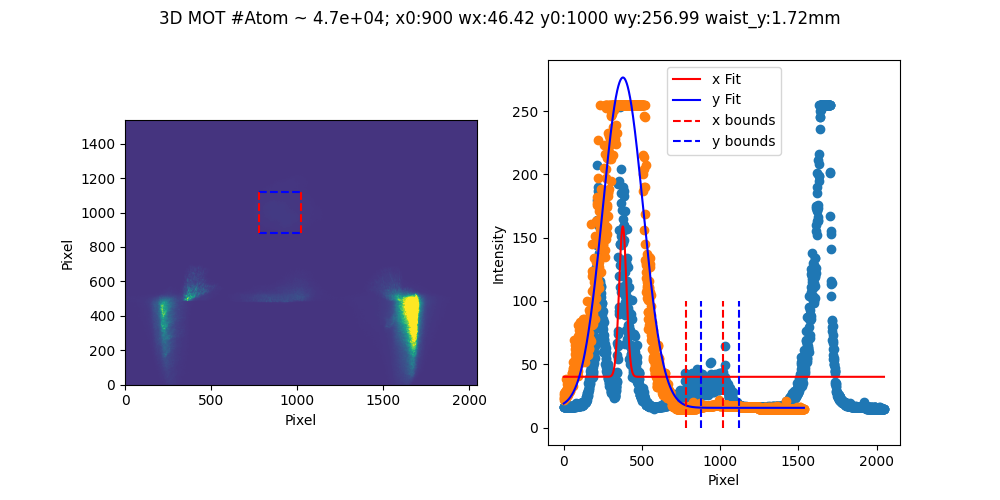 3D MOT #Atom ~ 4.7e+04; x0:900 wx:46.42 y0:1000 wy:256.99 waist_y:1.72mm
1400
1200
1000
800
600
400
200
0
Pixel
0 500 1000 1500 2000
Pixel
250
200
150
100
50
0
Intensity
x Fit
y Fit
x bounds
y bounds
0 500 1000 1500 2000
Pixel